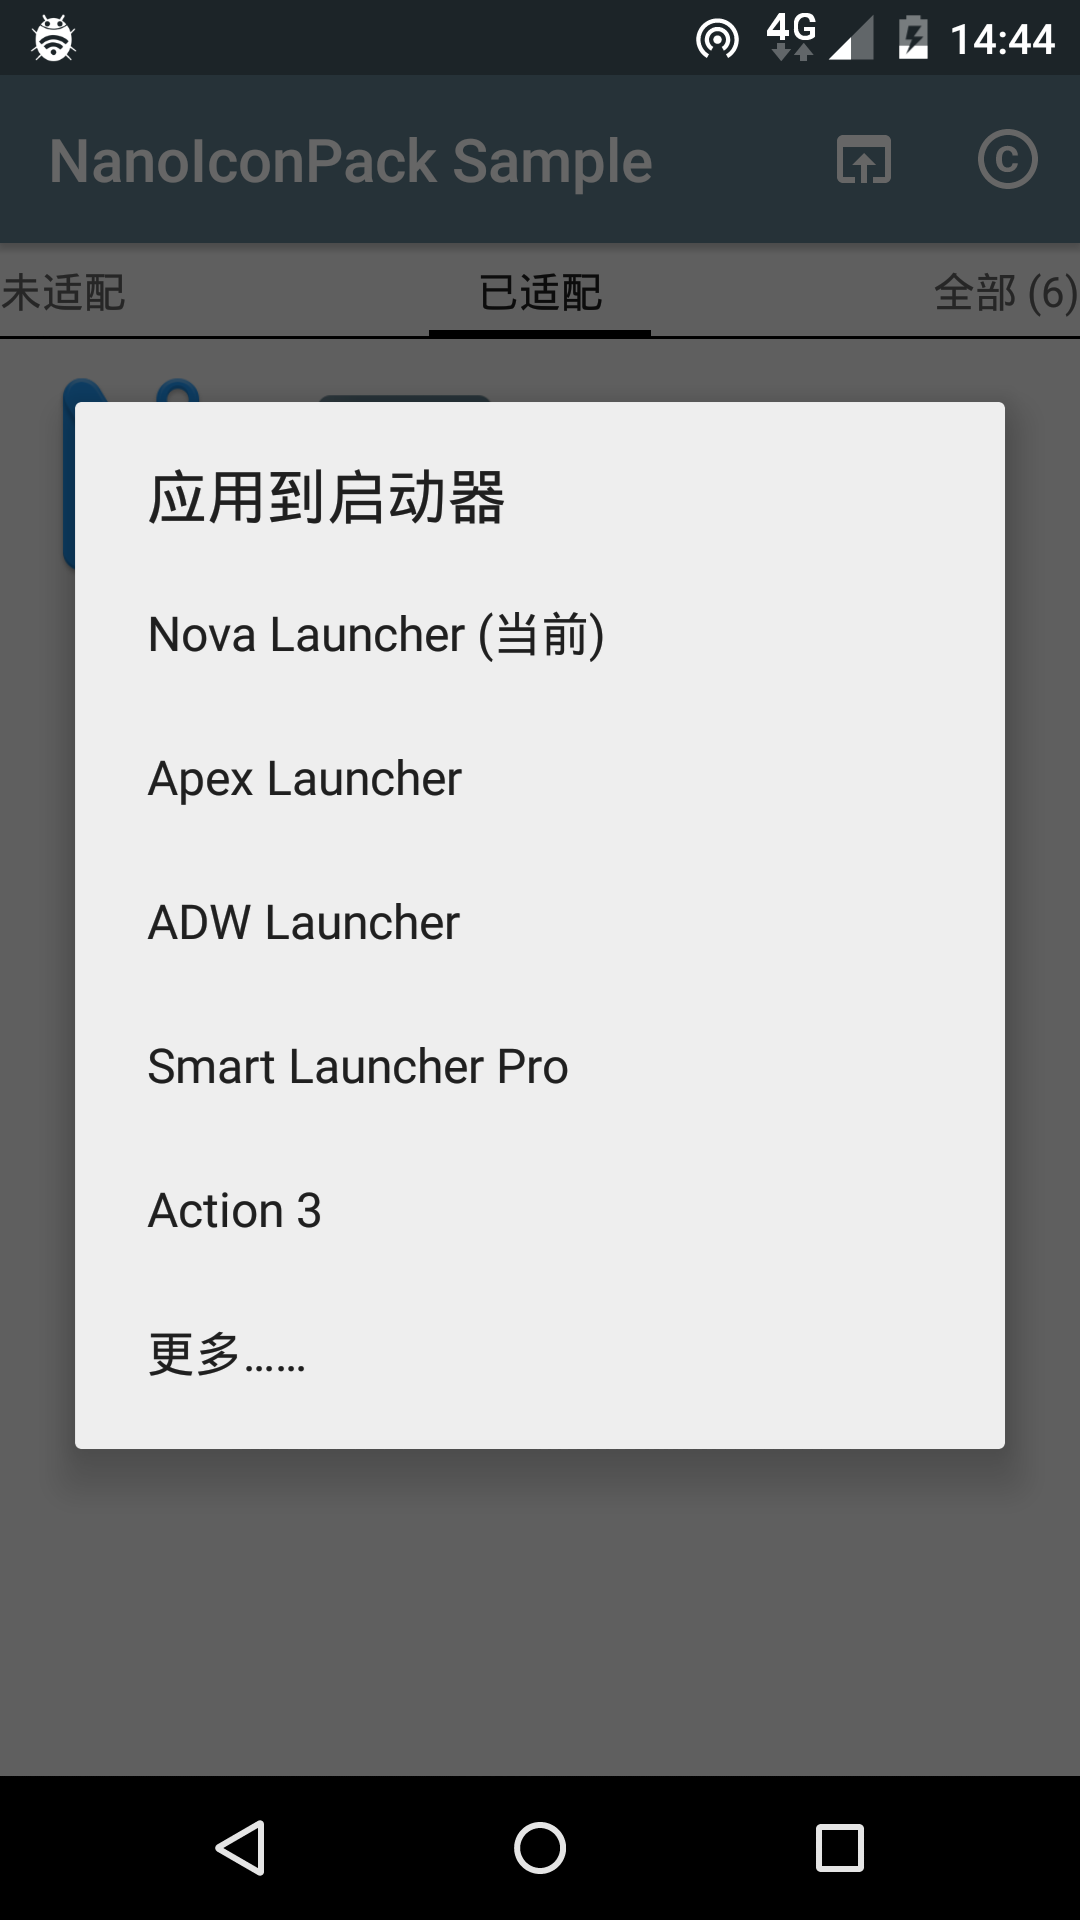 4G 14:44
NanoIconPack Sample
未适配 已适配 全部 (6)
应用到启动器
Nova Launcher (当前)
Apex Launcher
ADW Launcher
Smart Launcher Pro
Action 3
更多……